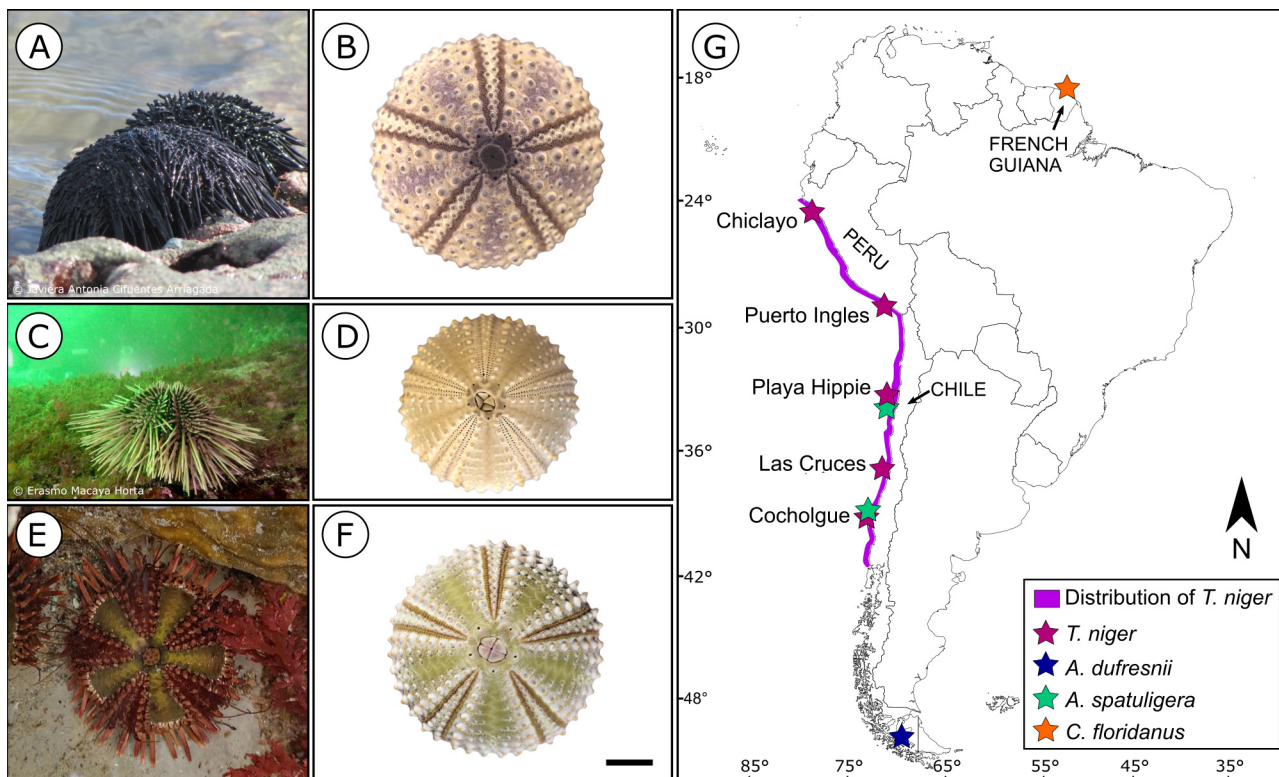 A
© Javiera Antonia Cifuentes Arriagada
B
C
© Erasmo Macaya Horta
D
E
F
G
18°
24°
30°
36°
42°
48°
FRENCH
GUIANA
Chiclayo
PERU
Puerto Ingles
Playa Hippie
CHILE
Las Cruces
Cocholgue
N
Distribution of T. niger
T. niger
A. dufresnii
A. spatuligera
C. floridanus
85°
75°
65°
55°
45°
35°